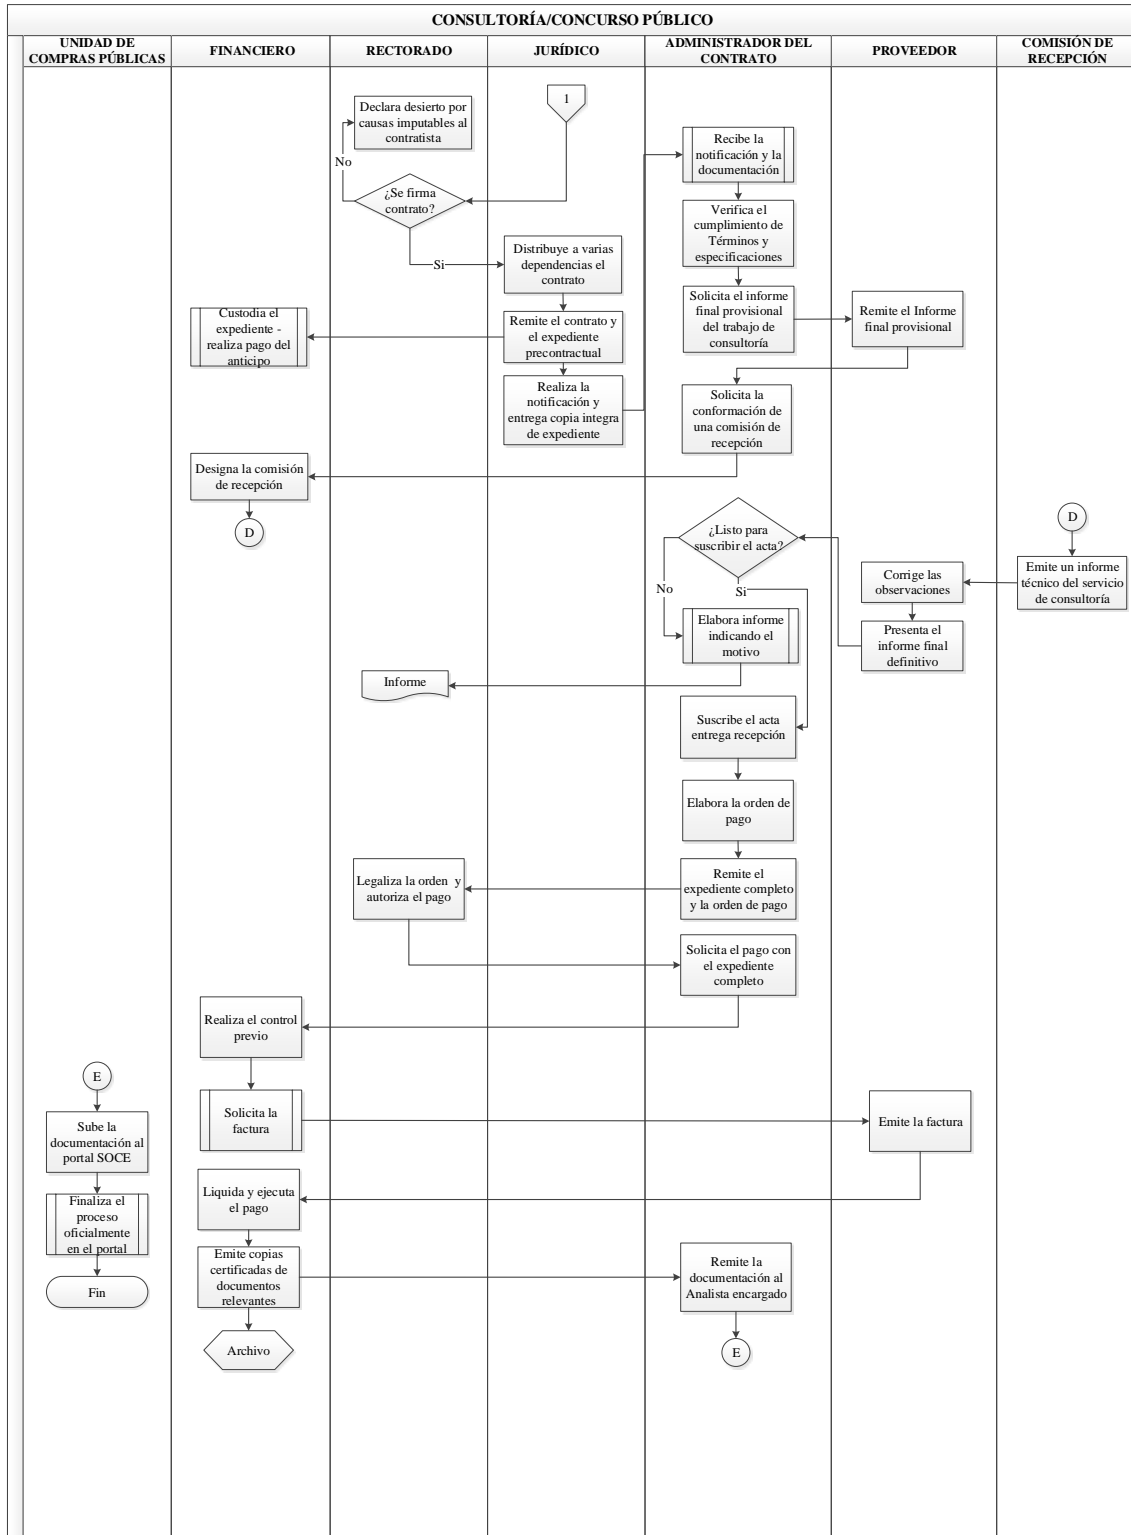 CONSULTORÍA/CONCURSO PÚBLICO
UNIDAD DE
COMPRAS PÚBLICAS
FINANCIERO
RECTORADO
JURÍDICO
ADMINISTRADOR DEL
CONTRATO
PROVEEDOR
COMISIÓN DE
RECEPCIÓN
1
Declara desierto por
causas imputables al
contratista
No
¿Se firma
contrato?
Si
Recibe la
notificación y la
documentación
Verifica el
cumplimiento de
Términos y
especificaciones
Distribuye a varias
dependencias el
contrato
Solicita el informe
final provisional
del trabajo de
consultoría
Remite el Informe
final provisional
Custodia el
expediente -
realiza pago del
anticipo
Remite el contrato y
el expediente
precontractual
Realiza la
notificación y
entrega copia integra
de expediente
Solicita la
conformación de
una comisión de
recepción
Designa la comisión
de recepción
D
¿Listo para
suscribir el acta?
No
Si
D
Emite un informe
técnico del servicio
de consultoría
Corrige las
observaciones
Presenta el
informe final
definitivo
Elabora informe
indicando el
motivo
Informe
Suscribe el acta
entrega recepción
Elabora la orden de
pago
Remite el
expediente completo
y la orden de pago
Legaliza la orden y
autoriza el pago
Solicita el pago con
el expediente
completo
Realiza el control
previo
E
Sube la
documentación al
portal SOCE
Solicita la
factura
Emite la factura
Finaliza el
proceso
oficialmente
en el portal
Liquida y ejecuta
el pago
Fin
Emite copias
certificadas de
documentos
relevantes
Remite la
documentación al
Analista encargado
Archivo
E